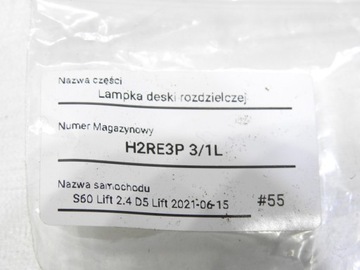 Nazwa części
Lampka deski rozdzielczej
Numer Magazynowy
H2RE3P 3/1L
Nazwa samochodu
S60 Lift 2.4 D5 Lift 2021-06-15 #55